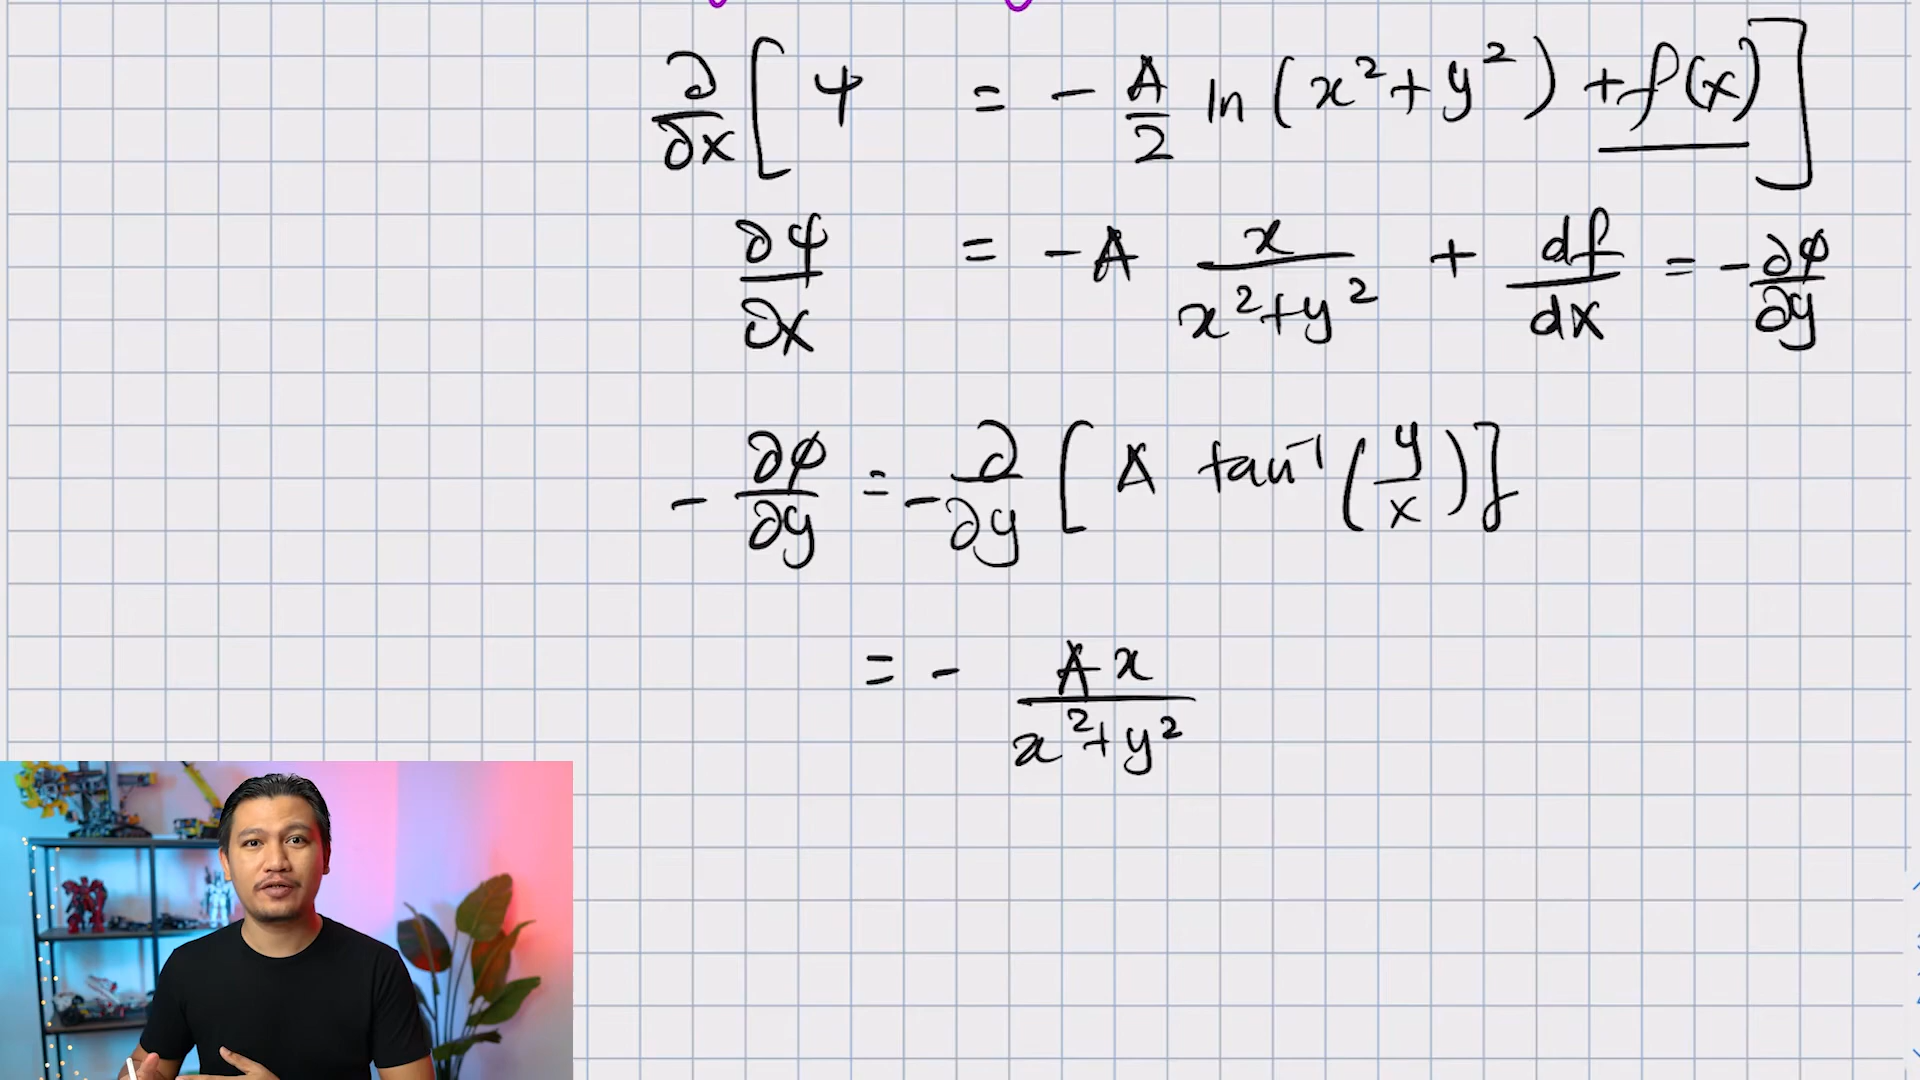 ∂/∂x [ ψ = - A/2 ln (x²+y²) + f(x) ]
∂ψ/∂x = - A x/(x²+y²) + df/dx = - ∂φ/∂y
- ∂φ/∂y = - ∂/∂y [ A tan⁻¹ (y/x) ]
= - Ax/(x²+y²)